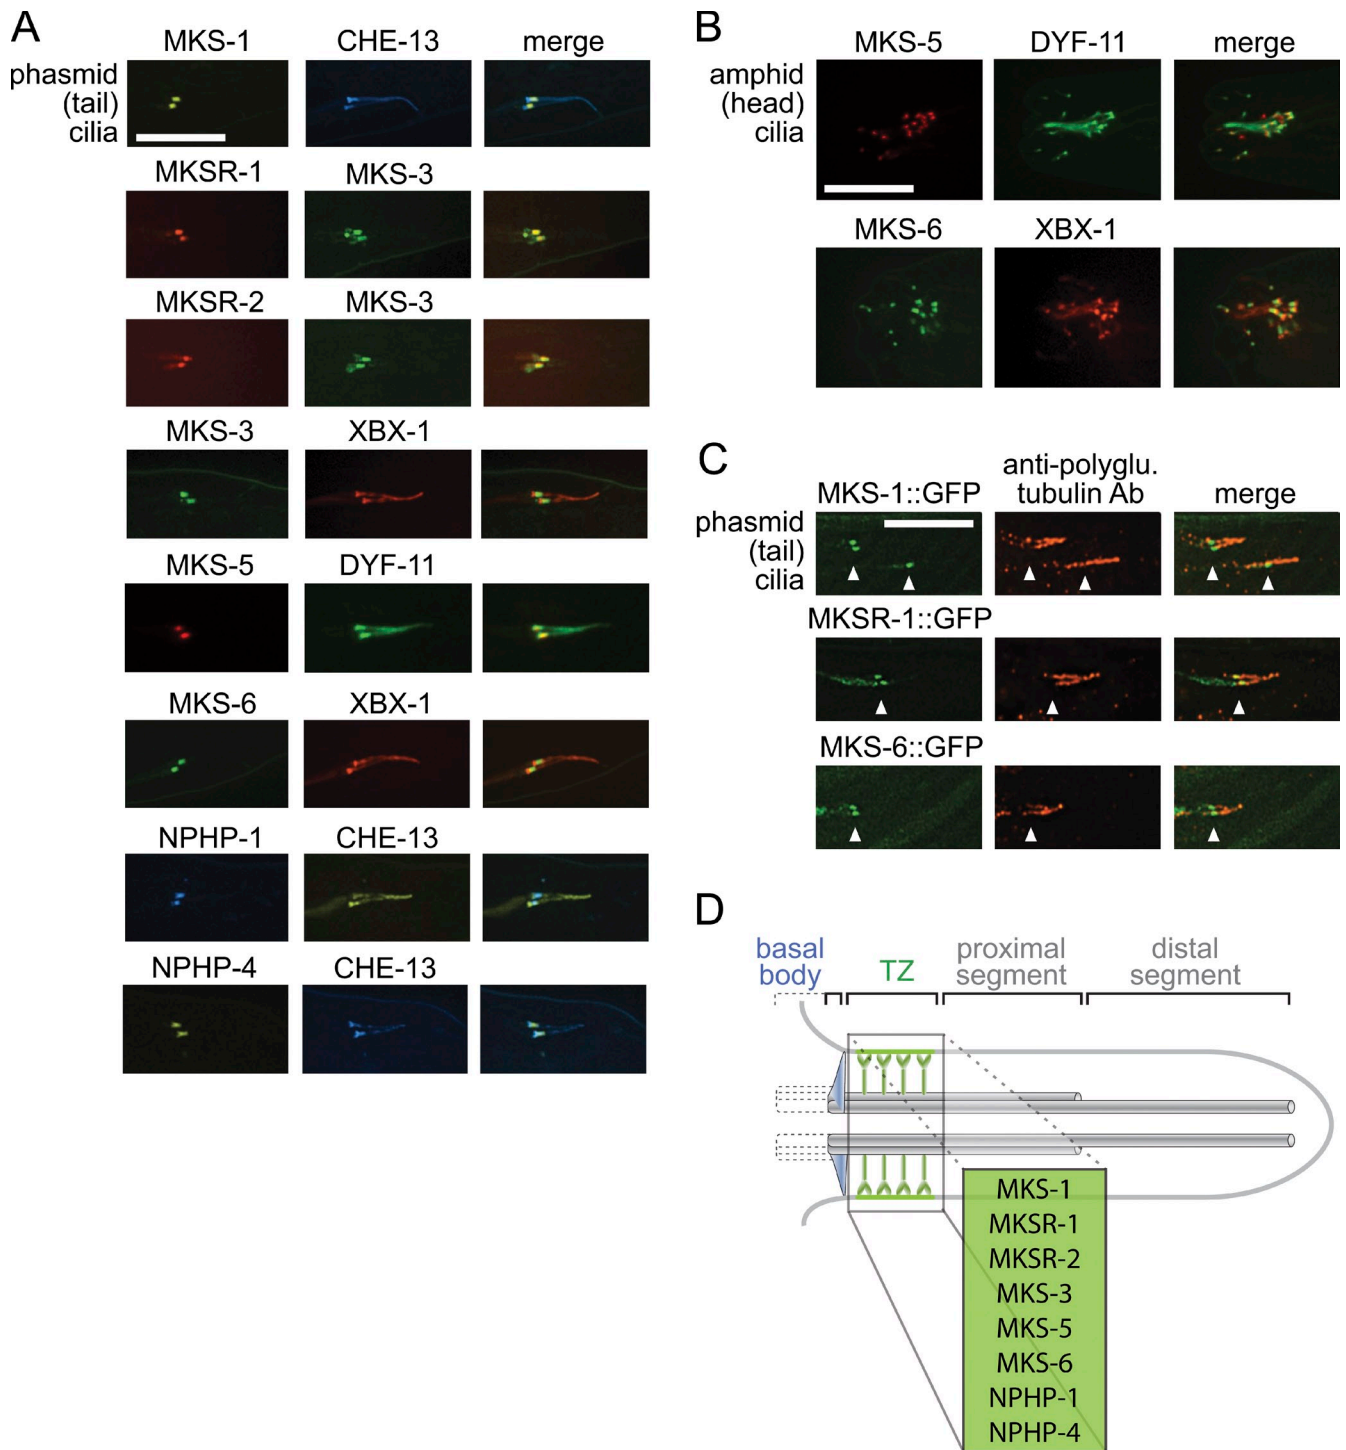 A
MKS-1 CHE-13 merge
phasmid
(tail)
cilia
MKSR-1 MKS-3
MKSR-2 MKS-3
MKS-3 XBX-1
MKS-5 DYF-11
MKS-6 XBX-1
NPHP-1 CHE-13
NPHP-4 CHE-13
B
MKS-5 DYF-11 merge
amphid
(head)
cilia
MKS-6 XBX-1
C
MKS-1::GFP anti-polyglu. tubulin Ab merge
phasmid
(tail)
cilia
MKSR-1::GFP
MKS-6::GFP
D
basal body TZ proximal segment distal segment
MKS-1
MKSR-1
MKSR-2
MKS-3
MKS-5
MKS-6
NPHP-1
NPHP-4